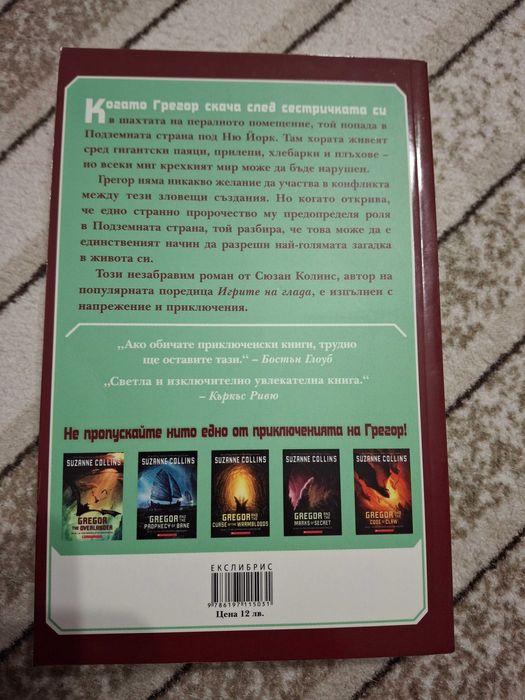 Когато Грегор скача след сестричката си
в шахтата на пералното помещение, той попада в
Подземната страна под Ню Йорк. Там хората живеят
сред гигантски паяци, прилепи, хлебарки и плъхове –
но всеки миг крехкият мир може да бъде нарушен.
Грегор няма никакво желание да участва в конфликта
между тези зловещи създания. Но когато открива,
че едно странно пророчество му предопределя роля
в Подземната страна, той разбира, че това може да е
единственият начин да разреши най-голямата загадка
в живота си.
Този незабравим роман от Сюзан Колинс, автор на
популярната поредица Игрите на глада, е изпълнен с
напрежение и приключения.
„Ако обичате приключенски книги, трудно
ще оставите тази.“ – Бостън Глоуб
„Светла и изключително увлекателна книга.“
– Къркъс Ривю
Не пропускайте нито едно от приключенията на Грегор!
SUZANNE COLLINS
GREGOR
THE OVERLANDER
SUZANNE COLLINS
GREGOR AND THE
PROPHECY OF BANE
SUZANNE COLLINS
GREGOR AND THE
CURSE OF THE WARMBLOODS
SUZANNE COLLINS
GREGOR AND THE
MARKS OF SECRET
SUZANNE COLLINS
GREGOR AND THE
CODE OF CLAW
ЕКСЛИБРИС
9 786197 115031
Цена 12 лв.